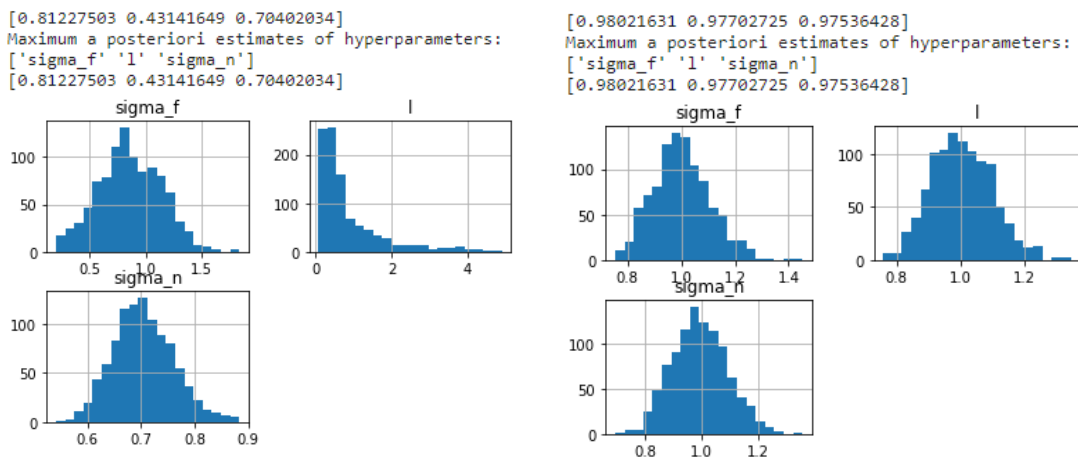 [0.81227503 0.43141649 0.70402034]
Maximum a posteriori estimates of hyperparameters:
['sigma_f' 'l' 'sigma_n']
[0.81227503 0.43141649 0.70402034]
sigma_f
l
100
50
0
0.5 1.0 1.5
200
100
0
0 2 4
sigma_n
100
50
0
0.6 0.7 0.8 0.9
[0.98021631 0.97702725 0.97536428]
Maximum a posteriori estimates of hyperparameters:
['sigma_f' 'l' 'sigma_n']
[0.98021631 0.97702725 0.97536428]
sigma_f
l
100
50
0
0.8 1.0 1.2 1.4
100
50
0
0.8 1.0 1.2
sigma_n
100
50
0
0.8 1.0 1.2